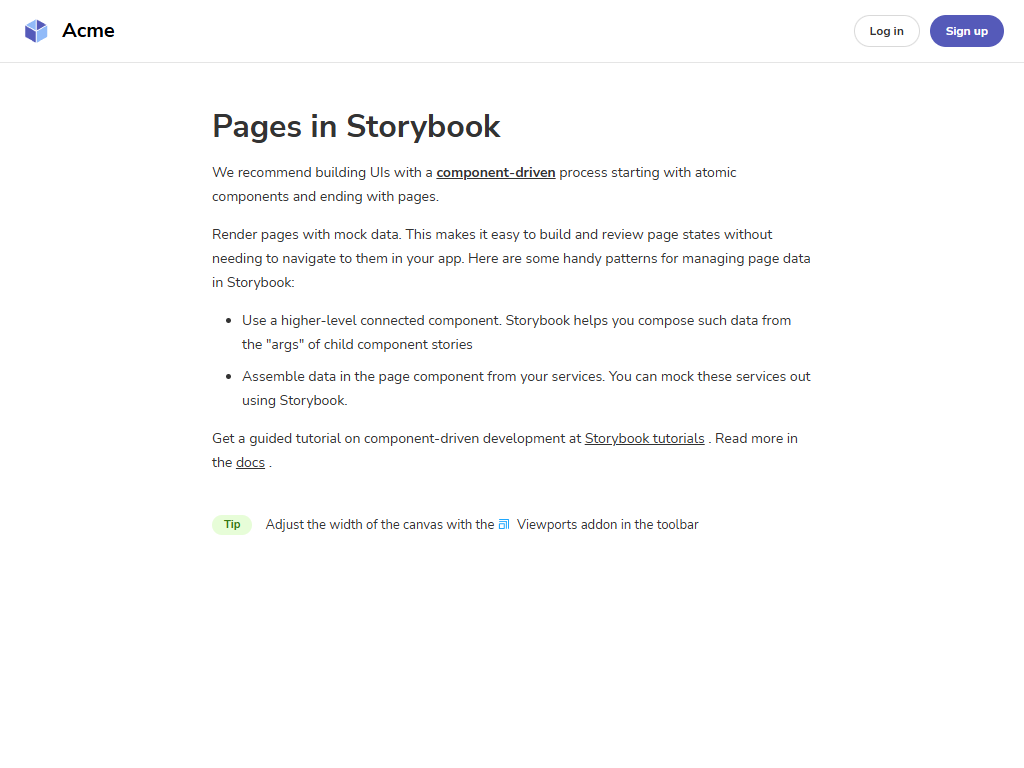 Acme
Log in
Sign up
Pages in Storybook
We recommend building UIs with a component-driven process starting with atomic
components and ending with pages.
Render pages with mock data. This makes it easy to build and review page states without
needing to navigate to them in your app. Here are some handy patterns for managing page data
in Storybook:
Use a higher-level connected component. Storybook helps you compose such data from
the "args" of child component stories
Assemble data in the page component from your services. You can mock these services out
using Storybook.
Get a guided tutorial on component-driven development at Storybook tutorials . Read more in
the docs .
Tip Adjust the width of the canvas with the Viewports addon in the toolbar